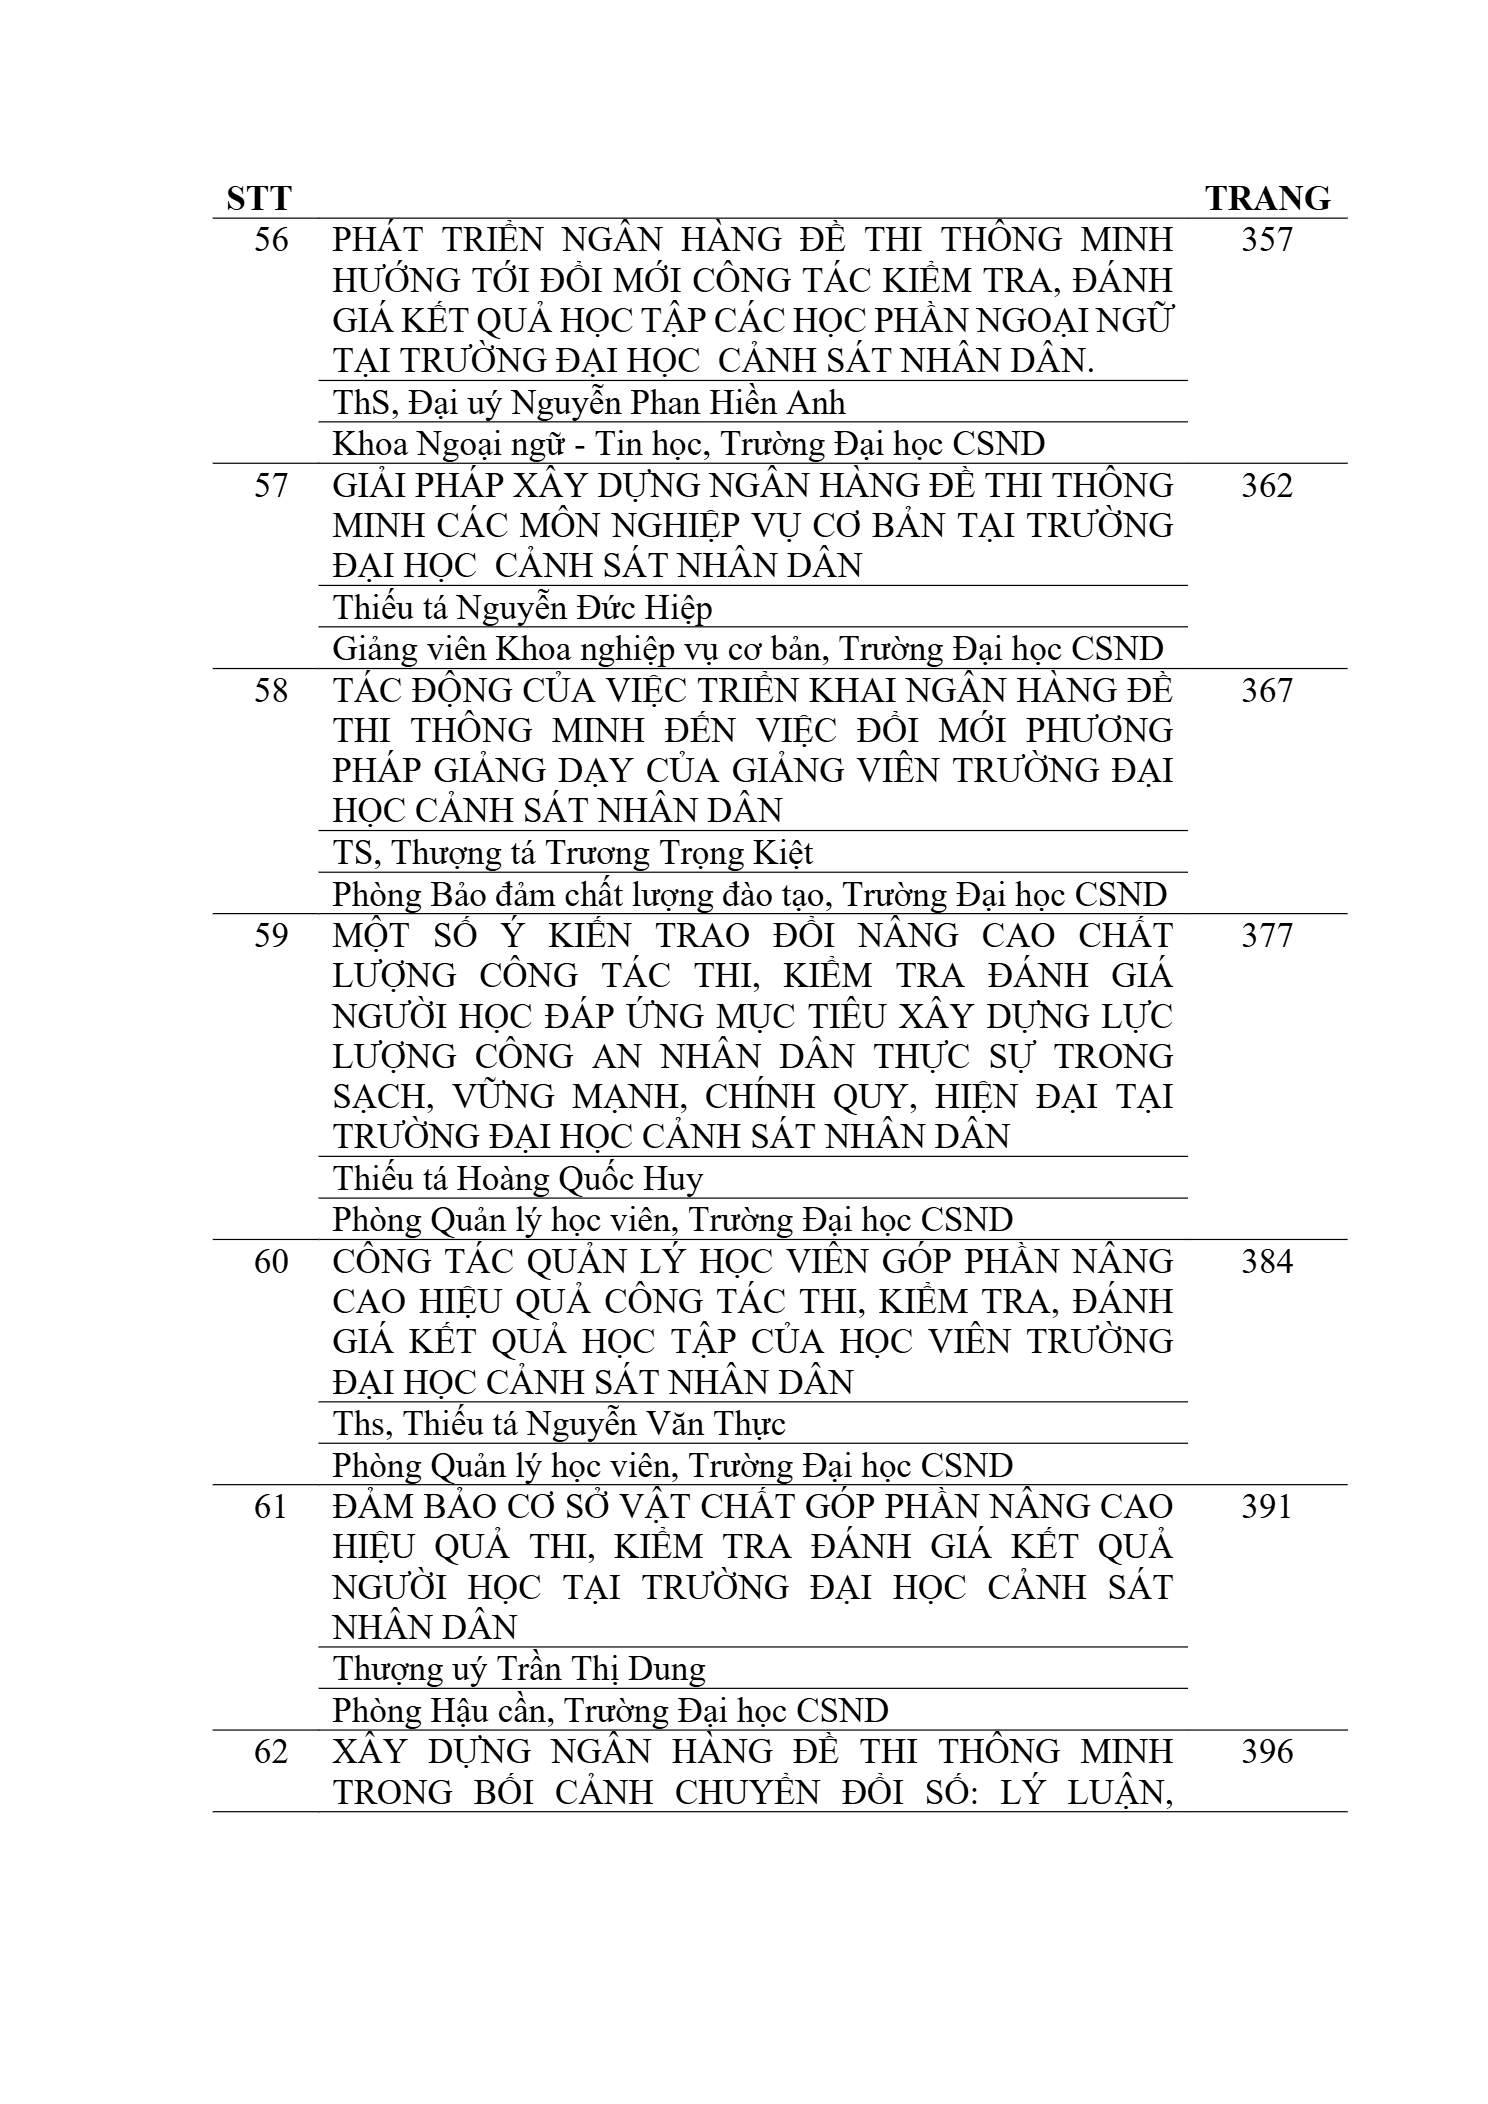 STT TRANG
56 PHÁT TRIỂN NGÂN HÀNG ĐỀ THI THÔNG MINH 357
HƯỚNG TỚI ĐỔI MỚI CÔNG TÁC KIỂM TRA, ĐÁNH
GIÁ KẾT QUẢ HỌC TẬP CÁC HỌC PHẦN NGOẠI NGỮ
TẠI TRƯỜNG ĐẠI HỌC CẢNH SÁT NHÂN DÂN.
ThS, Đại uý Nguyễn Phan Hiền Anh
Khoa Ngoại ngữ - Tin học, Trường Đại học CSND
57 GIẢI PHÁP XÂY DỰNG NGÂN HÀNG ĐỀ THI THÔNG 362
MINH CÁC MÔN NGHIỆP VỤ CƠ BẢN TẠI TRƯỜNG
ĐẠI HỌC CẢNH SÁT NHÂN DÂN
Thiếu tá Nguyễn Đức Hiệp
Giảng viên Khoa nghiệp vụ cơ bản, Trường Đại học CSND
58 TÁC ĐỘNG CỦA VIỆC TRIỂN KHAI NGÂN HÀNG ĐỀ 367
THI THÔNG MINH ĐẾN VIỆC ĐỔI MỚI PHƯƠNG
PHÁP GIẢNG DẠY CỦA GIẢNG VIÊN TRƯỜNG ĐẠI
HỌC CẢNH SÁT NHÂN DÂN
TS, Thượng tá Trương Trọng Kiệt
Phòng Bảo đảm chất lượng đào tạo, Trường Đại học CSND
59 MỘT SỐ Ý KIẾN TRAO ĐỔI NÂNG CAO CHẤT 377
LƯỢNG CÔNG TÁC THI, KIỂM TRA ĐÁNH GIÁ
NGƯỜI HỌC ĐÁP ỨNG MỤC TIÊU XÂY DỰNG LỰC
LƯỢNG CÔNG AN NHÂN DÂN THỰC SỰ TRONG
SẠCH, VỮNG MẠNH, CHÍNH QUY, HIỆN ĐẠI TẠI
TRƯỜNG ĐẠI HỌC CẢNH SÁT NHÂN DÂN
Thiếu tá Hoàng Quốc Huy
Phòng Quản lý học viên, Trường Đại học CSND
60 CÔNG TÁC QUẢN LÝ HỌC VIÊN GÓP PHẦN NÂNG 384
CAO HIỆU QUẢ CÔNG TÁC THI, KIỂM TRA, ĐÁNH
GIÁ KẾT QUẢ HỌC TẬP CỦA HỌC VIÊN TRƯỜNG
ĐẠI HỌC CẢNH SÁT NHÂN DÂN
Ths, Thiếu tá Nguyễn Văn Thực
Phòng Quản lý học viên, Trường Đại học CSND
61 ĐẢM BẢO CƠ SỞ VẬT CHẤT GÓP PHẦN NÂNG CAO 391
HIỆU QUẢ THI, KIỂM TRA ĐÁNH GIÁ KẾT QUẢ
NGƯỜI HỌC TẠI TRƯỜNG ĐẠI HỌC CẢNH SÁT
NHÂN DÂN
Thượng uý Trần Thị Dung
Phòng Hậu cần, Trường Đại học CSND
62 XÂY DỰNG NGÂN HÀNG ĐỀ THI THÔNG MINH 396
TRONG BỐI CẢNH CHUYỂN ĐỔI SỐ: LÝ LUẬN,